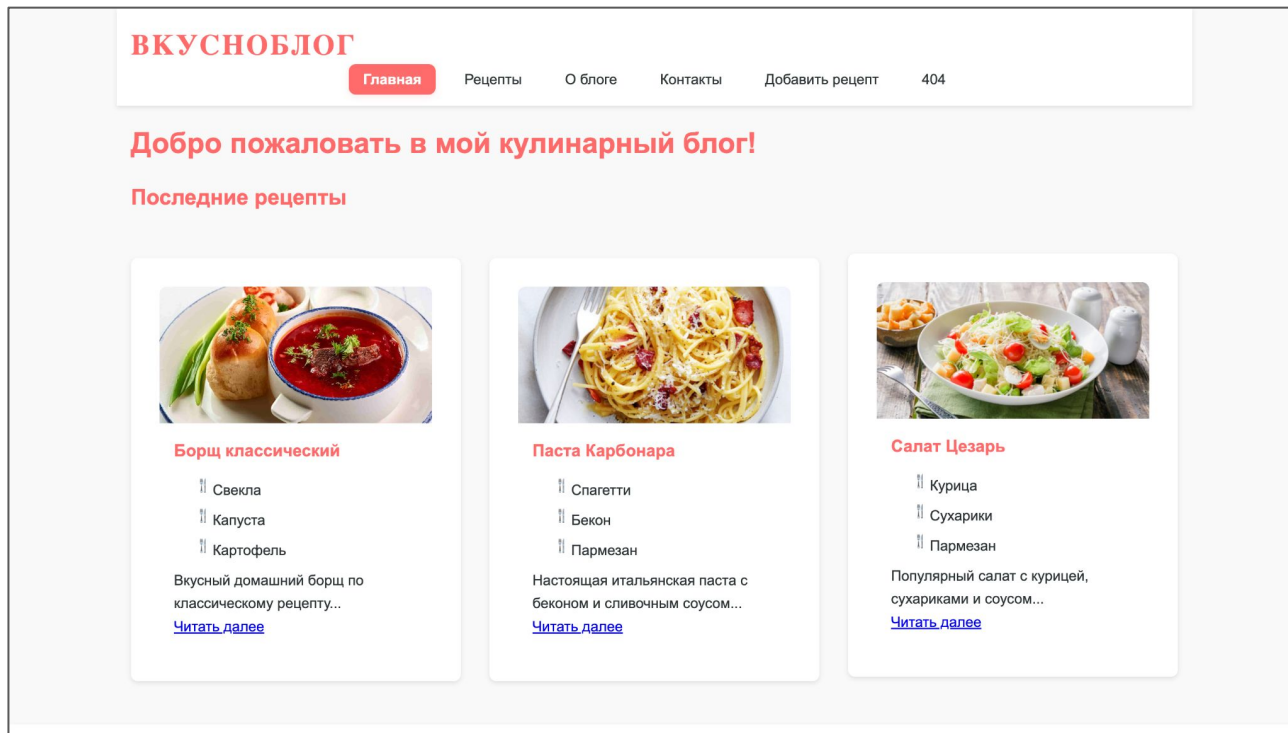 ВКУСНОБЛОГ
Главная Рецепты О блоге Контакты Добавить рецепт 404
Добро пожаловать в мой кулинарный блог!
Последние рецепты
Борщ классический
Свекла
Капуста
Картофель
Вкусный домашний борщ по
классическому рецепту...
Читать далее
Паста Карбонара
Спагетти
Бекон
Пармезан
Настоящая итальянская паста с
беконом и сливочным соусом...
Читать далее
Салат Цезарь
Курица
Сухарики
Пармезан
Популярный салат с курицей,
сухариками и соусом...
Читать далее